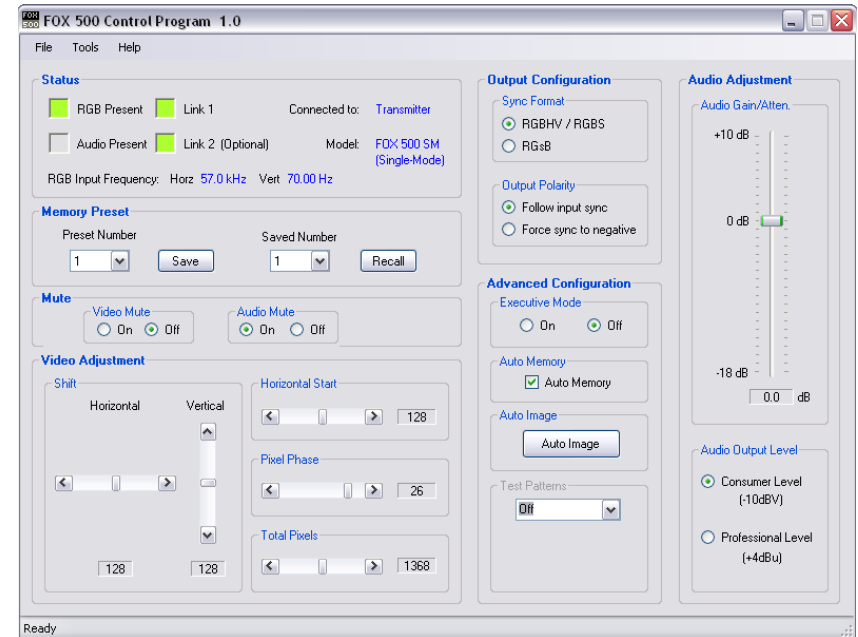 FOX 500 FOX 500 Control Program 1.0
File Tools Help
Status
RGB Present Link 1 Connected to: Transmitter
Audio Present Link 2 (Optional) Model: FOX 500 SM
(Single-Mode)
RGB Input Frequency: Horz 57.0 kHz Vert 70.00 Hz
Memory Preset
Preset Number Saved Number
1 Save 1 Recall
Mute
Video Mute Audio Mute
On Off On Off
Video Adjustment
Shift
Horizontal Vertical
128 128
Horizontal Start
128
Pixel Phase
26
Total Pixels
1368
Output Configuration
Sync Format
RGBHV / RGBS
RGsB
Output Polarity
Follow input sync
Force sync to negative
Advanced Configuration
Executive Mode
On Off
Auto Memory
Auto Memory
Auto Image
Auto Image
Test Patterns
Off
Audio Adjustment
Audio Gain/Atten.
+10 dB
0 dB
-18 dB
0.0 dB
Audio Output Level
Consumer Level
(-10dBV)
Professional Level
(+4dBu)
Ready